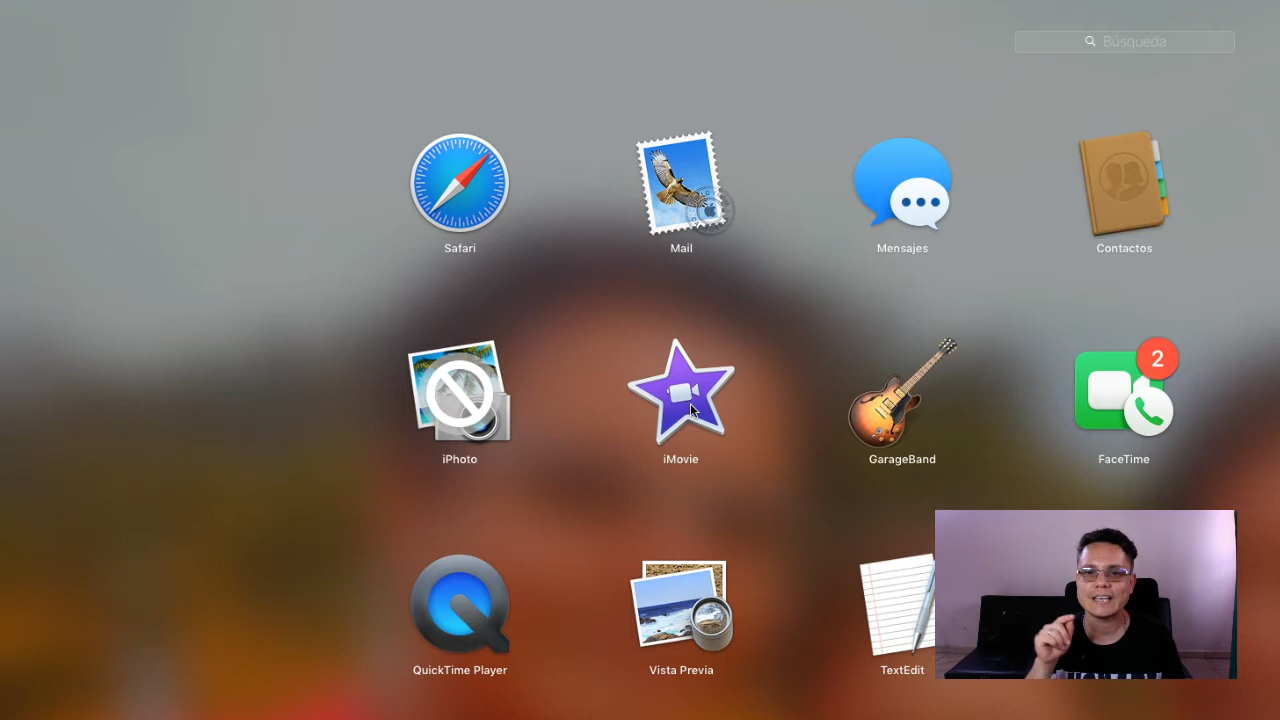 Búsqueda
Safari
Mail
Mensajes
Contactos
iPhoto
iMovie
GarageBand
2
FaceTime
QuickTime Player
Vista Previa
TextEdit